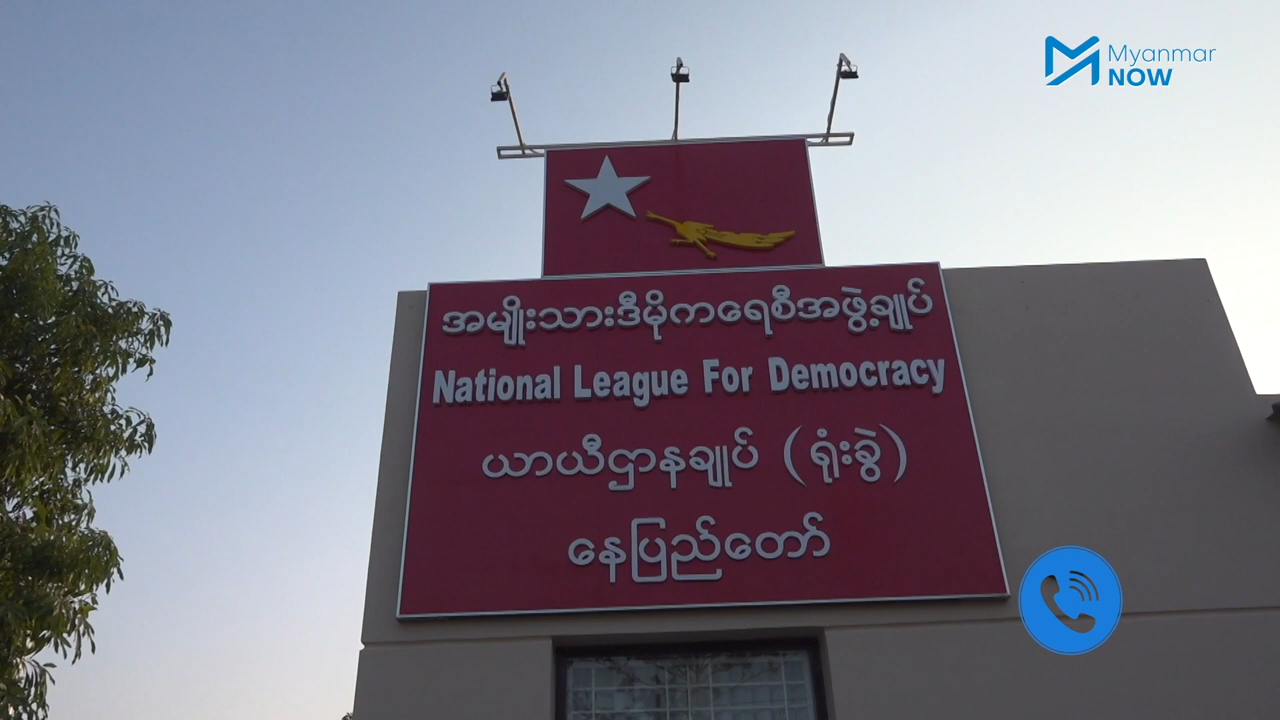 Myanmar
NOW
အမျိုးသားဒီမိုကရေစီအဖွဲ့ချုပ်
National League For Democracy
ယာယီဌာနချုပ် (ရုံးခွဲ)
နေပြည်တော်